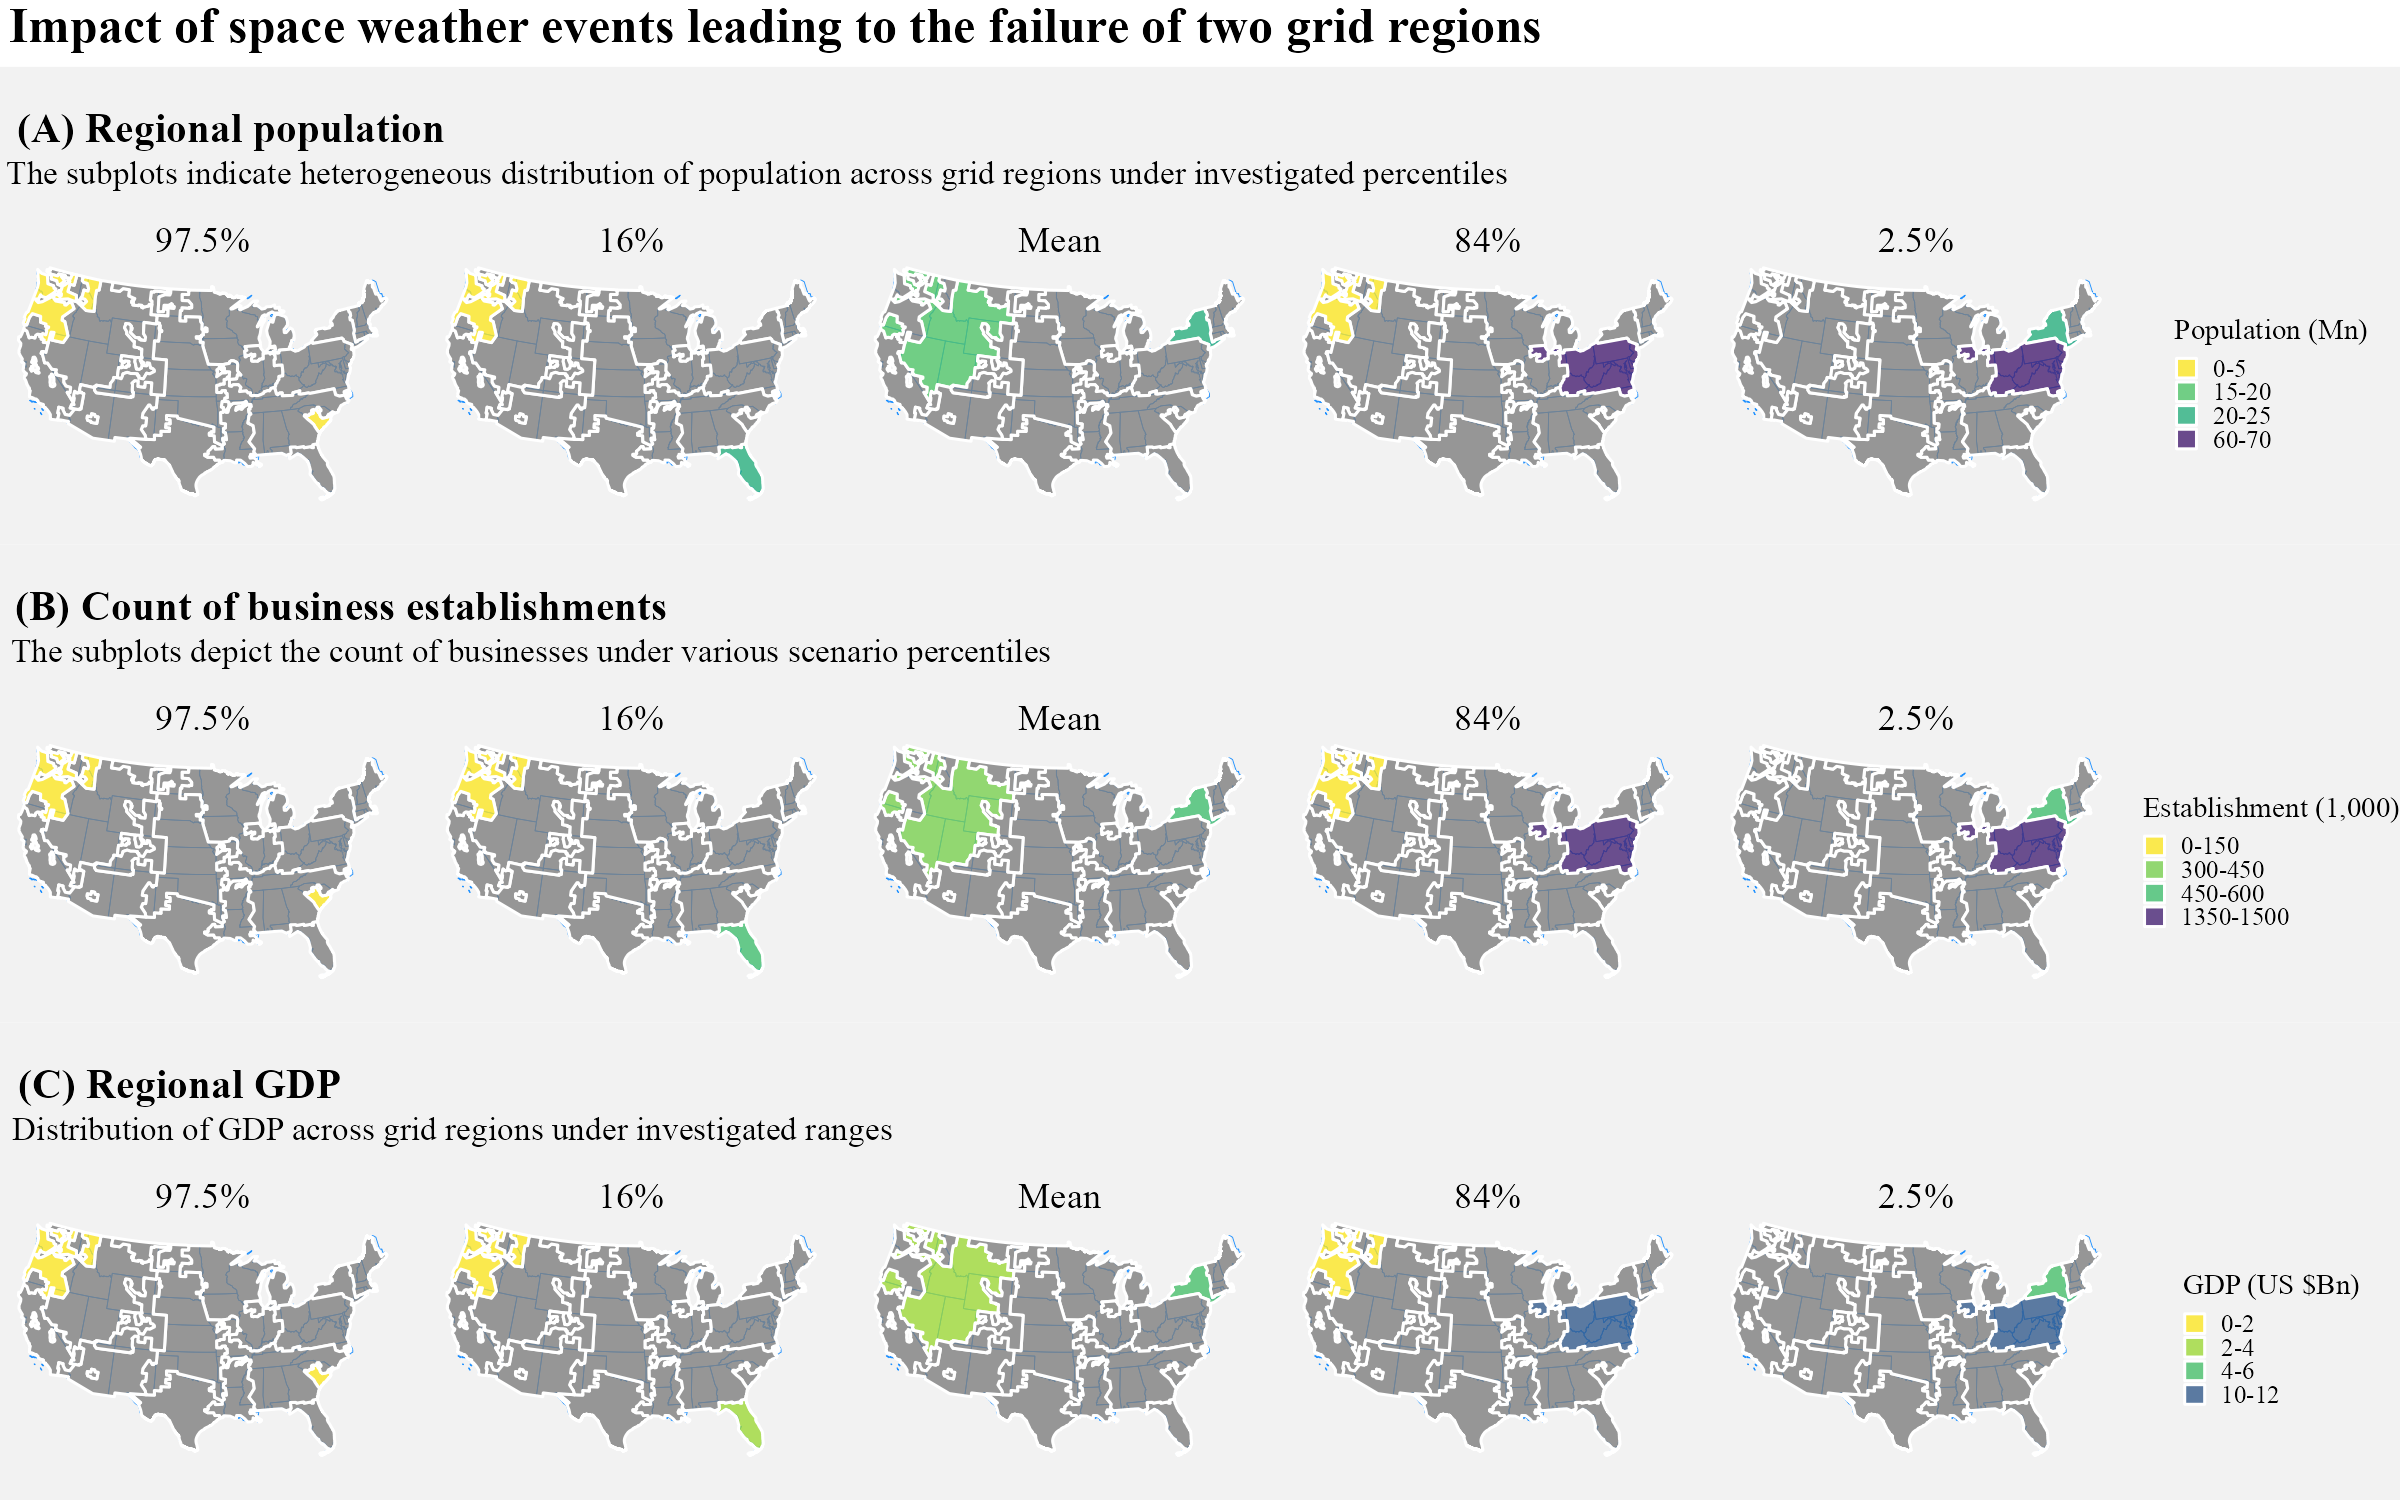 Impact of space weather events leading to the failure of two grid regions
(A) Regional population
The subplots indicate heterogeneous distribution of population across grid regions under investigated percentiles
97.5% 16% Mean 84% 2.5%
Population (Mn)
0-5
15-20
20-25
60-70
(B) Count of business establishments
The subplots depict the count of businesses under various scenario percentiles
97.5% 16% Mean 84% 2.5%
Establishment (1,000)
0-150
300-450
450-600
1350-1500
(C) Regional GDP
Distribution of GDP across grid regions under investigated ranges
97.5% 16% Mean 84% 2.5%
GDP (US $Bn)
0-2
2-4
4-6
10-12